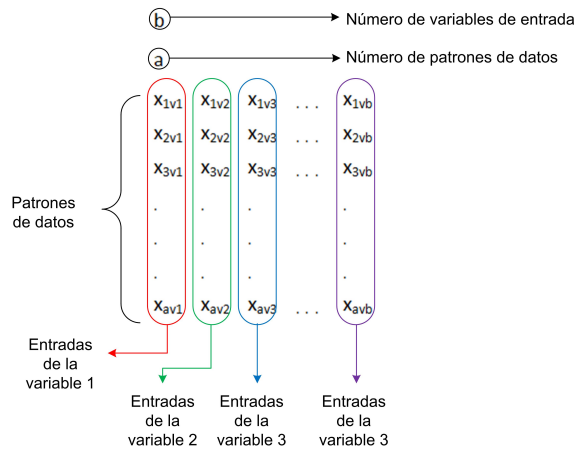 b Número de variables de entrada
a Número de patrones de datos
x1v1 x1v2 x1v3 . . . x1vb
x2v1 x2v2 x2v3 . . . x2vb
x3v1 x3v2 x3v3 . . . x3vb
Patrones
de datos
. . . .
. . . .
. . . .
xav1 xav2 xav3 . . . xavb
Entradas
de la
variable 1
Entradas
de la
variable 2
Entradas
de la
variable 3
Entradas
de la
variable 3